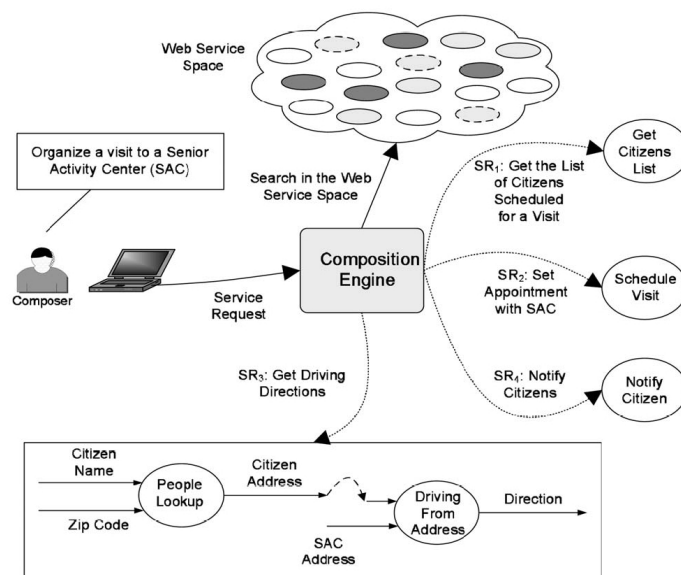 Web Service
Space
Organize a visit to a Senior
Activity Center (SAC)
Search in the Web
Service Space
Composer
Service
Request
Composition
Engine
SR₁: Get the List
of Citizens
Scheduled
for a Visit
Get
Citizens
List
SR₂: Set
Appointment
with SAC
Schedule
Visit
SR₃: Get Driving
Directions
SR₄: Notify
Citizens
Notify
Citizen
Citizen
Name
Zip Code
People
Lookup
Citizen
Address
SAC
Address
Driving
From
Address
Direction